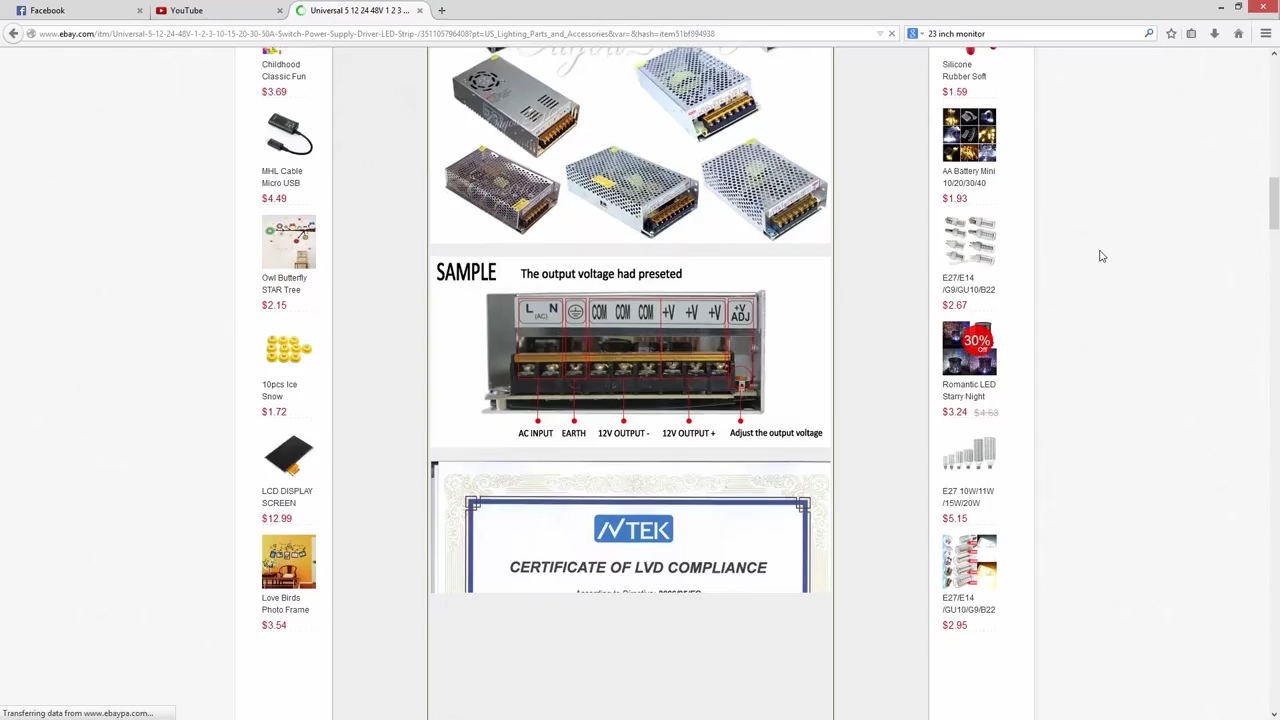 Facebook
YouTube
Universal 5 12 24 48V 1 2 3 ...
www.ebay.com/itm/Universal-5-12-24-48V-1-2-3-10-15-20-30-50A-Switch-Power-Supply-Driver-LED-Strip-/351105796408?pt=US_Lighting_Parts_and_Accessories&var=&hash=item51bf894938
23 inch monitor
Childhood
Classic Fun
$3.69
MHL Cable
Micro USB
$4.49
Owl Butterfly
STAR Tree
$2.15
10pcs Ice
Snow
$1.72
LCD DISPLAY
SCREEN
$12.99
Love Birds
Photo Frame
$3.54
SAMPLE
The output voltage had preseted
L N
(AC)
COM COM COM
+V +V +V
+V
ADJ
AC INPUT
EARTH
12V OUTPUT -
12V OUTPUT +
Adjust the output voltage
NTEK
CERTIFICATE OF LVD COMPLIANCE
Silicone
Rubber Soft
$1.59
AA Battery Mini
10/20/30/40
$1.93
E27/E14
/G9/GU10/B22
$2.67
30%
Off
Romantic LED
Starry Night
$3.24 $4.63
E27 10W/11W
/15W/20W
$5.15
E27/E14
/GU10/G9/B22
$2.95
Transferring data from www.ebaypa.com...